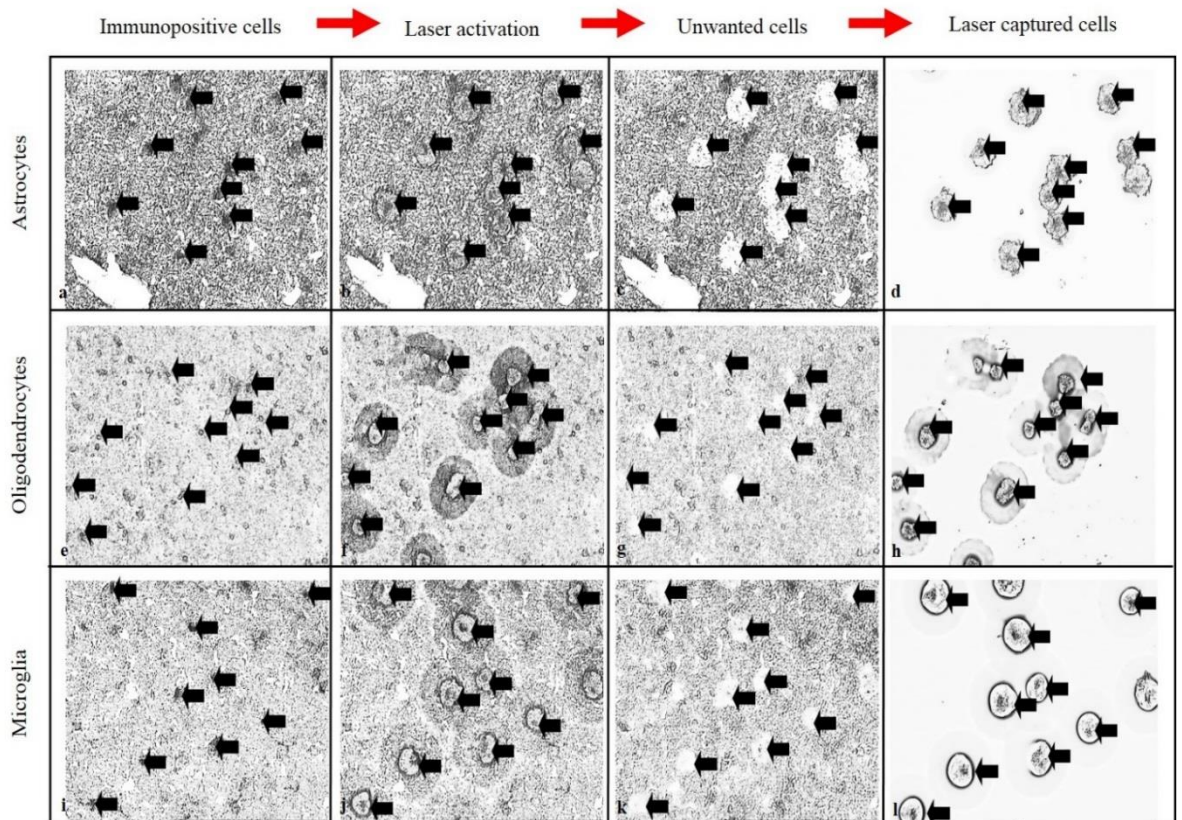 Immunopositive cells
Laser activation
Unwanted cells
Laser captured cells
Astrocytes
a
b
c
d
Oligodendrocytes
e
f
g
h
Microglia
i
j
k
l